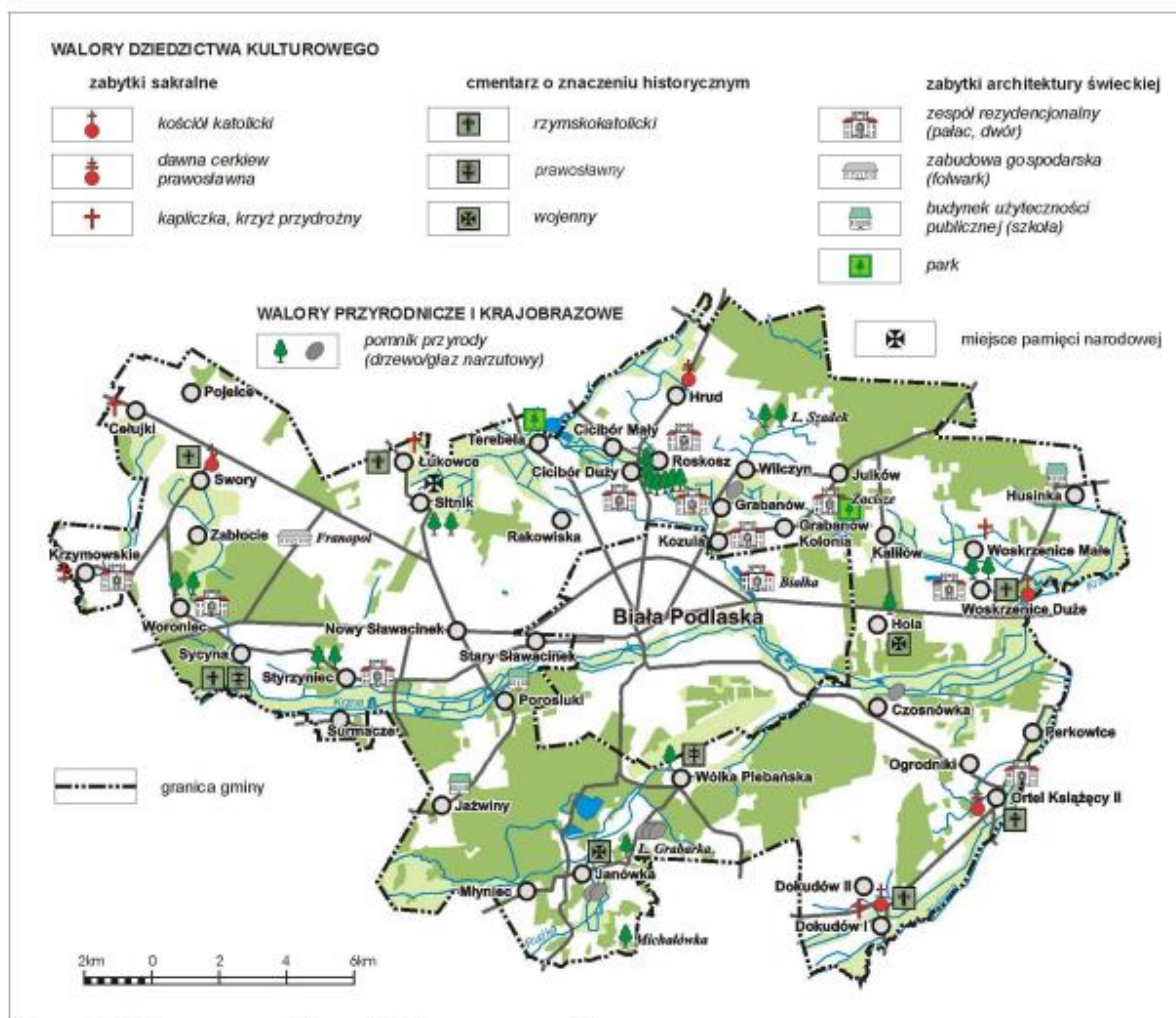 WALORY DZIEDZICTWA KULTUROWEGO
zabytki sakralne
kościół katolicki
dawna cerkiew
prawosławna
kapliczka, krzyż przydrożny
cmentarz o znaczeniu historycznym
rzymskokatolicki
prawosławny
wojenny
zabytki architektury świeckiej
zespół rezydencjonalny
(pałac, dwór)
zabudowa gospodarska
(folwark)
budynek użyteczności
publicznej (szkoła)
park
WALORY PRZYRODNICZE I KRAJOBRAZOWE
pomnik przyrody
(drzewo/głaz narzutowy)
miejsce pamięci narodowej
Pojelce
Hrud
Cełujki
Terebela
Cicibór Mały
L. Szadek
Łukowce
Cicibór Duży
Roskosz
Wilczyn
Julków
Swory
Sitnik
Husinka
Zacisze
Grabanów
Zabłocie
Franopol
Rakowiska
Kozula
Grabanów
Kolonia
Kaliłów
Woskrzenice Małe
Krzymowskie
Białka
Woskrzenice Duże
Woroniec
Nowy Sławacinek
Biała Podlaska
Hola
Sycyna
Stary Sławacinek
Styrzyniec
Porosiuki
Krzna
Czosnówka
Surmacze
Perkowice
Ogrodniki
granica gminy
Wólka Plebańska
Ortel Książęcy II
Jaźwiny
L. Grabarka
Janówka
Młyniec
Dokudów II
Dokudów I
Michałówka
2km 0 2 6km